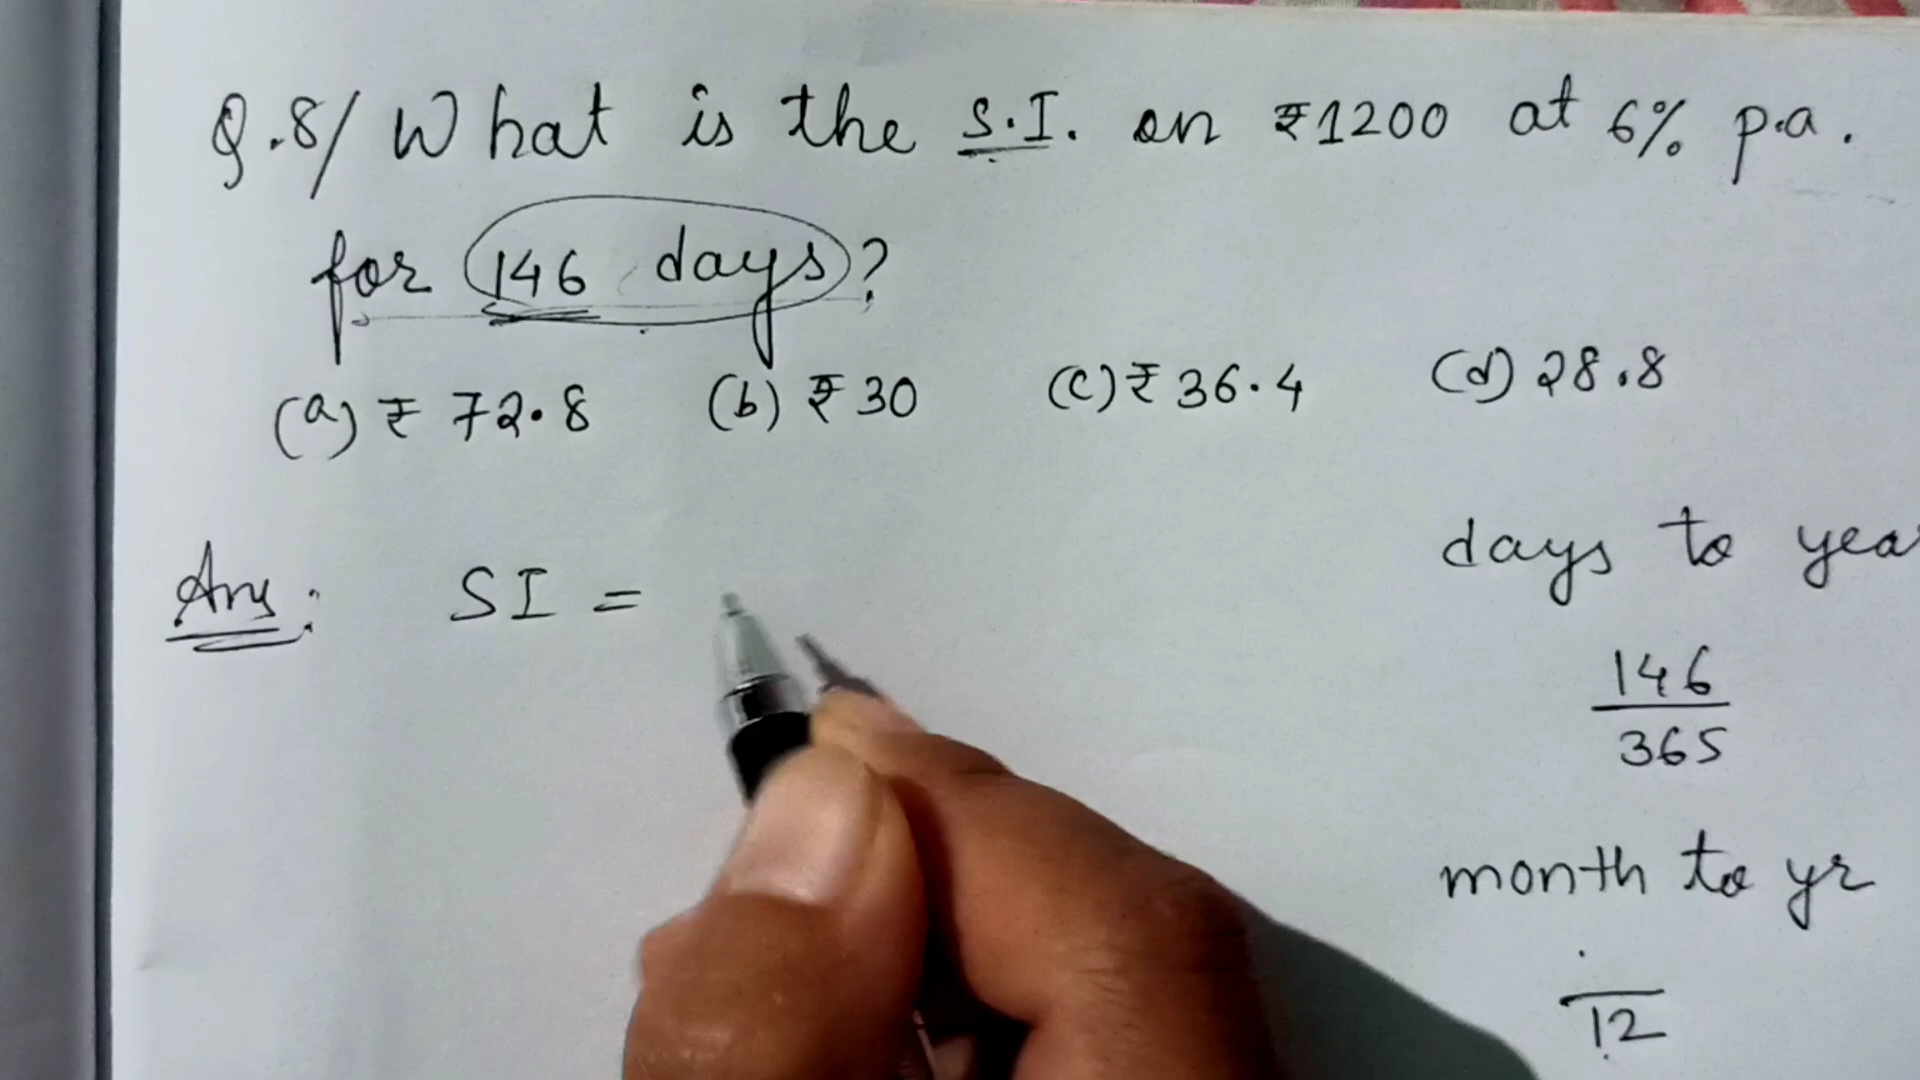 Q.8/ What is the S.I. on ₹1200 at 6% p.a.
for 146 days?
(a) ₹ 72.8 (b) ₹ 30 (c) ₹ 36.4 (d) 28.8
Ans: SI =
days to year
146
365
month to yr
12